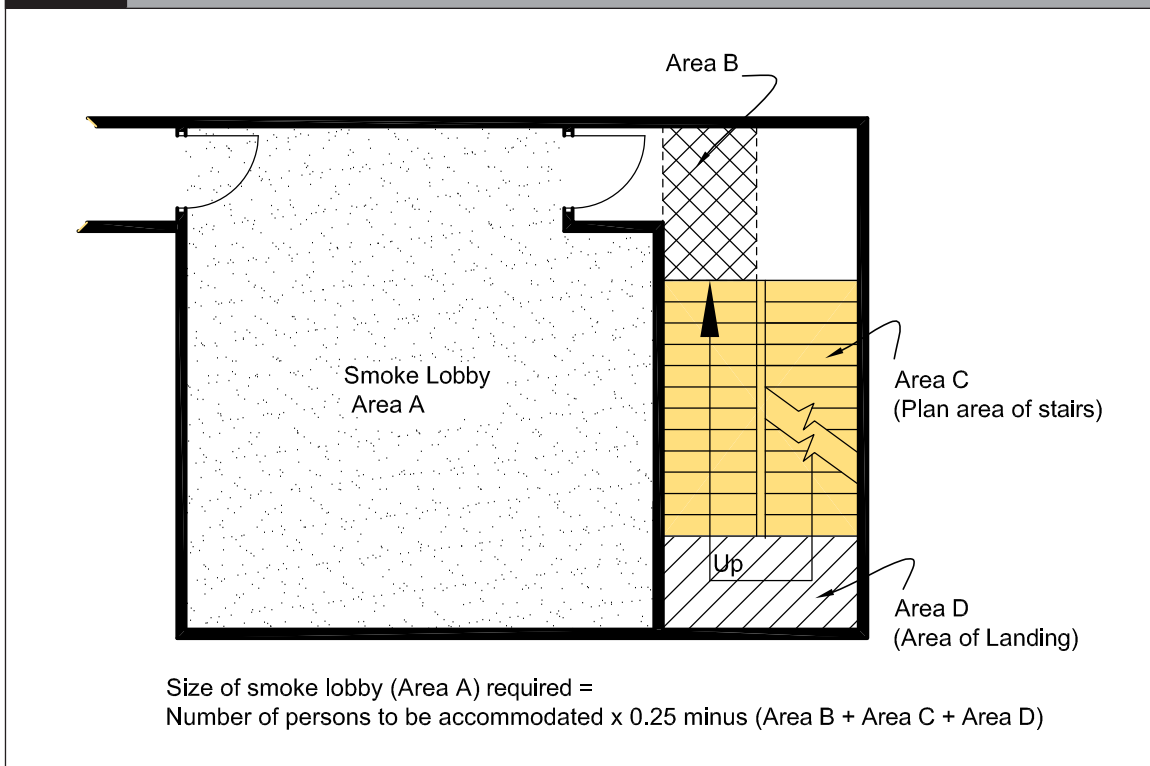 Area B
Smoke Lobby
Area A
Area C
(Plan area of stairs)
Up
Area D
(Area of Landing)
Size of smoke lobby (Area A) required =
Number of persons to be accommodated x 0.25 minus (Area B + Area C + Area D)